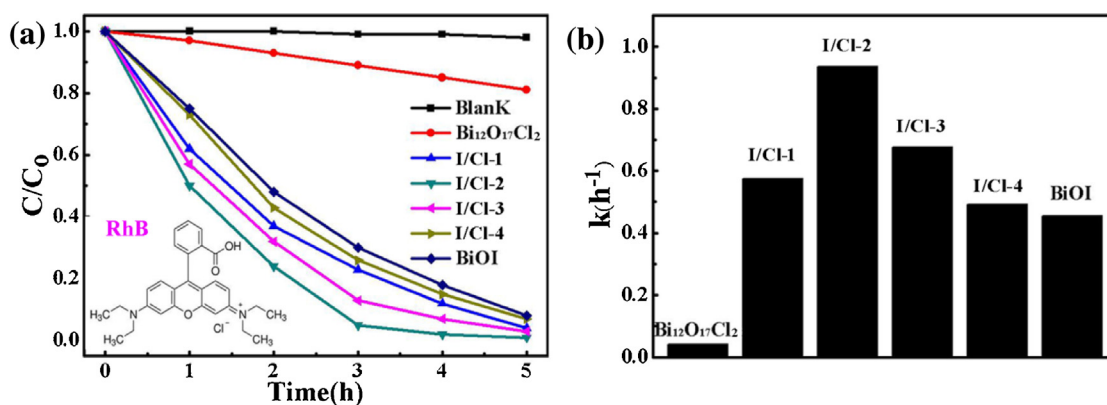 (a)
C/C₀
1.0
0.8
0.6
0.4
0.2
0.0
0 1 2 3 4 5
Time(h)
BlanK
Bi₁₂O₁₇Cl₂
I/Cl-1
I/Cl-2
I/Cl-3
I/Cl-4
BiOI
RhB
OH
O
H₃C N O N⁺ CH₃
CH₃ Cl⁻ CH₃
(b)
k(h⁻¹)
1.0
0.8
0.6
0.4
0.2
0.0
Bi₁₂O₁₇Cl₂
I/Cl-1
I/Cl-2
I/Cl-3
I/Cl-4
BiOI